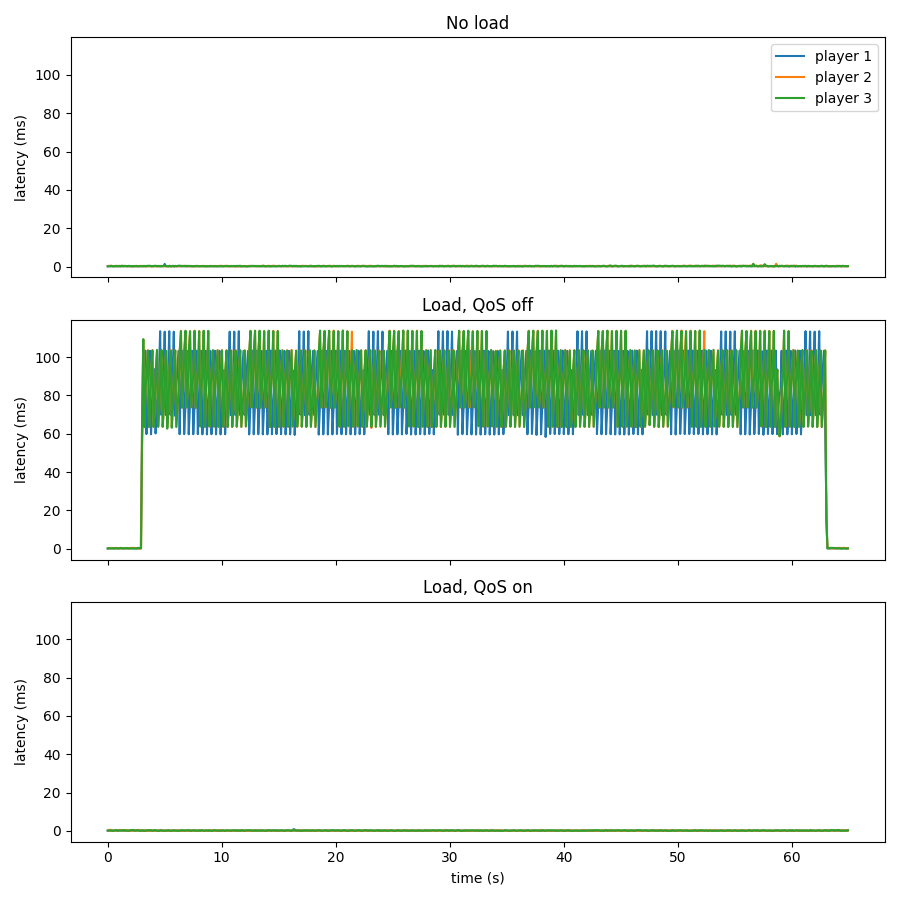 No load
latency (ms)
100
80
60
40
20
0
player 1
player 2
player 3
Load, QoS off
latency (ms)
100
80
60
40
20
0
Load, QoS on
latency (ms)
100
80
60
40
20
0
0 10 20 30 40 50 60
time (s)